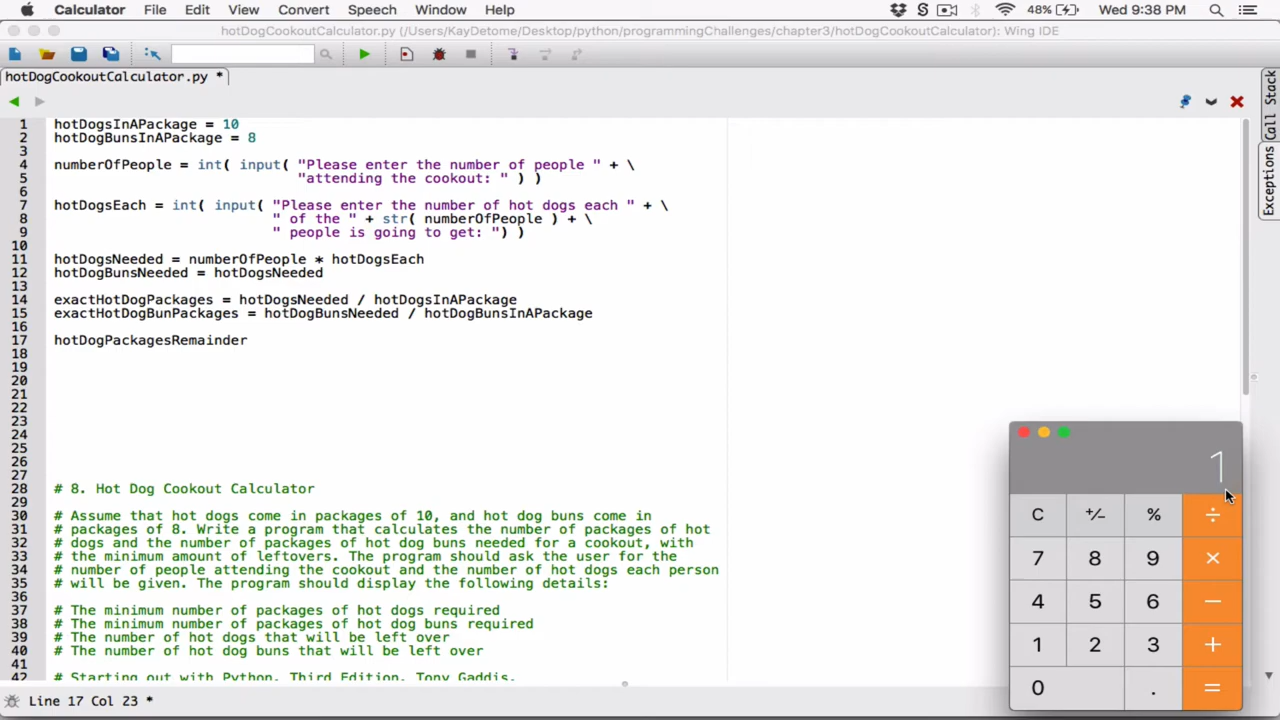 Calculator File Edit View Convert Speech Window Help 48% Wed 9:38 PM
hotDogCookoutCalculator.py (/Users/KayDetome/Desktop/python/programmingChallenges/chapter3/hotDogCookoutCalculator): Wing IDE
hotDogCookoutCalculator.py *
Call Stack
Exceptions
1 hotDogsInAPackage = 10
2 hotDogBunsInAPackage = 8
3
4 numberOfPeople = int( input( "Please enter the number of people " + \
5 "attending the cookout: " ) )
6
7 hotDogsEach = int( input( "Please enter the number of hot dogs each " + \
8 " of the " + str( numberOfPeople ) + \
9 " people is going to get: ") )
10
11 hotDogsNeeded = numberOfPeople * hotDogsEach
12 hotDogBunsNeeded = hotDogsNeeded
13
14 exactHotDogPackages = hotDogsNeeded / hotDogsInAPackage
15 exactHotDogBunPackages = hotDogBunsNeeded / hotDogBunsInAPackage
16
17 hotDogPackagesRemainder
18
19
20
21
22
23
24
25
26
27
28 # 8. Hot Dog Cookout Calculator
29
30 # Assume that hot dogs come in packages of 10, and hot dog buns come in
31 # packages of 8. Write a program that calculates the number of packages of hot
32 # dogs and the number of packages of hot dog buns needed for a cookout, with
33 # the minimum amount of leftovers. The program should ask the user for the
34 # number of people attending the cookout and the number of hot dogs each person
35 # will be given. The program should display the following details:
36
37 # The minimum number of packages of hot dogs required
38 # The minimum number of packages of hot dog buns required
39 # The number of hot dogs that will be left over
40 # The number of hot dog buns that will be left over
41
42 # Starting out with Python, Third Edition, Tony Gaddis.
1
C +/- % ÷
7 8 9 ×
4 5 6 −
1 2 3 +
0 . =
Line 17 Col 23 *